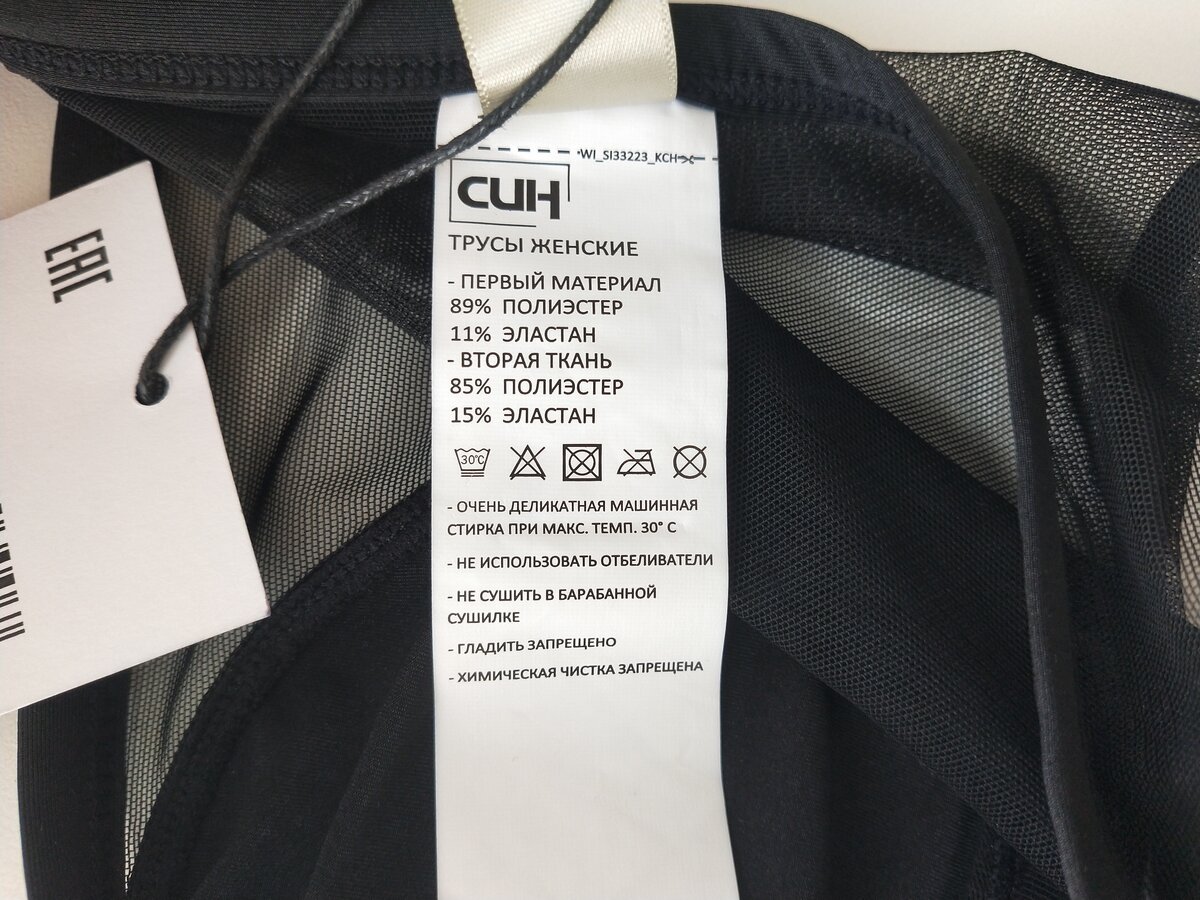 WI_SI33223_KCH
СИН
ТРУСЫ ЖЕНСКИЕ
- ПЕРВЫЙ МАТЕРИАЛ
89% ПОЛИЭСТЕР
11% ЭЛАСТАН
- ВТОРАЯ ТКАНЬ
85% ПОЛИЭСТЕР
15% ЭЛАСТАН
30°C
- ОЧЕНЬ ДЕЛИКАТНАЯ МАШИННАЯ
СТИРКА ПРИ МАКС. ТЕМП. 30° С
- НЕ ИСПОЛЬЗОВАТЬ ОТБЕЛИВАТЕЛИ
- НЕ СУШИТЬ В БАРАБАННОЙ
СУШИЛКЕ
- ГЛАДИТЬ ЗАПРЕЩЕНО
- ХИМИЧЕСКАЯ ЧИСТКА ЗАПРЕЩЕНА
EAC